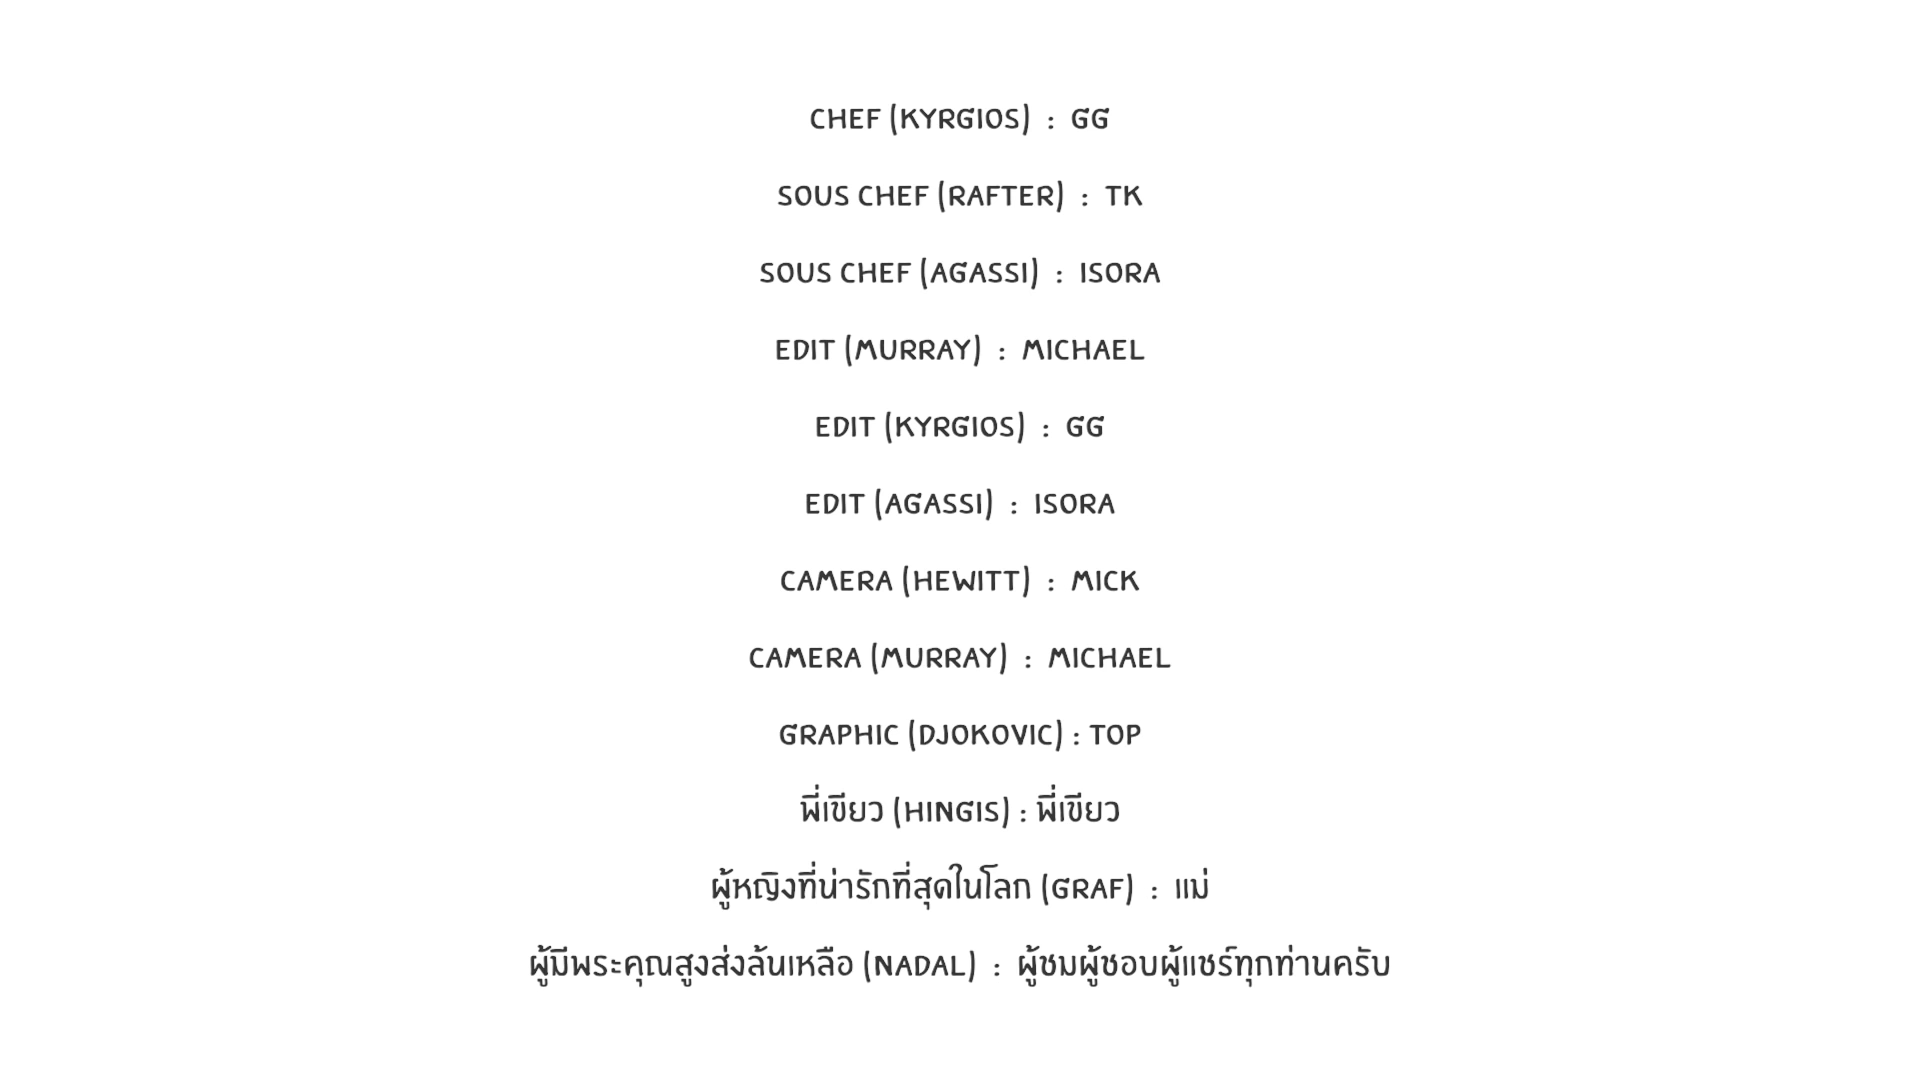 CHEF (KYRGIOS) : GG
SOUS CHEF (RAFTER) : TK
SOUS CHEF (AGASSI) : ISORA
EDIT (MURRAY) : MICHAEL
EDIT (KYRGIOS) : GG
EDIT (AGASSI) : ISORA
CAMERA (HEWITT) : MICK
CAMERA (MURRAY) : MICHAEL
GRAPHIC (DJOKOVIC) : TOP
พี่เขียว (HINGIS) : พี่เขียว
ผู้หญิงที่น่ารักที่สุดในโลก (GRAF) : แม่
ผู้มีพระคุณสูงส่งล้นเหลือ (NADAL) : ผู้ชมผู้ชอบผู้แชร์ทุกท่านครับ